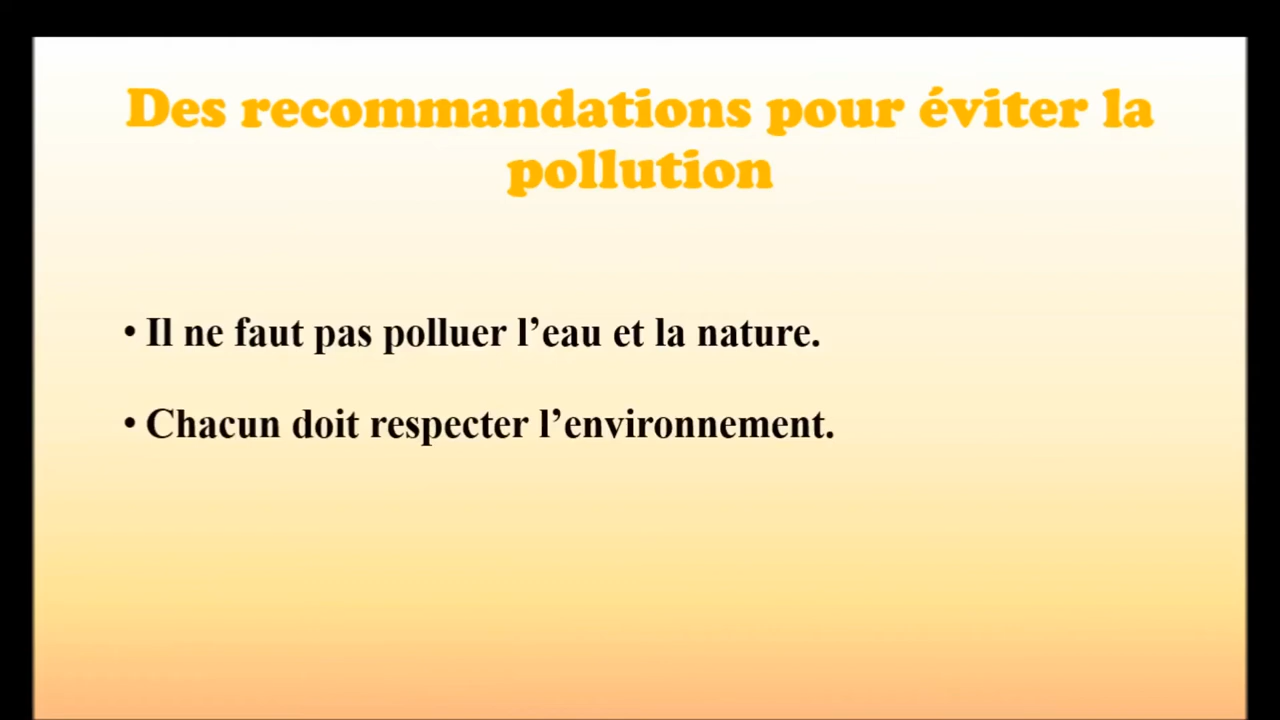 Des recommandations pour éviter la
pollution
• Il ne faut pas polluer l’eau et la nature.
• Chacun doit respecter l’environnement.